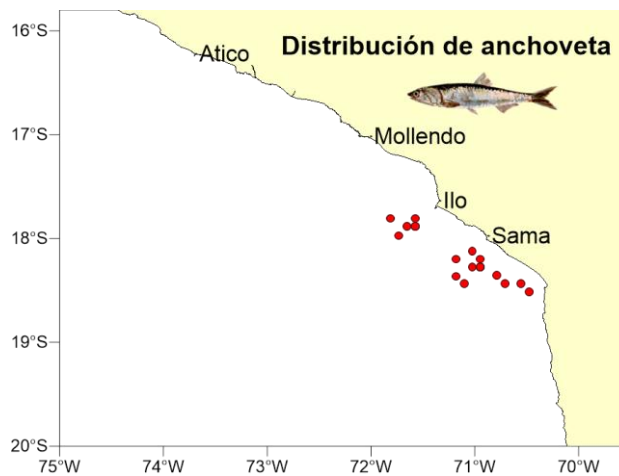 16°S
Distribución de anchoveta
Atico
17°S
Mollendo
Ilo
18°S
Sama
19°S
20°S
75°W 74°W 73°W 72°W 71°W 70°W